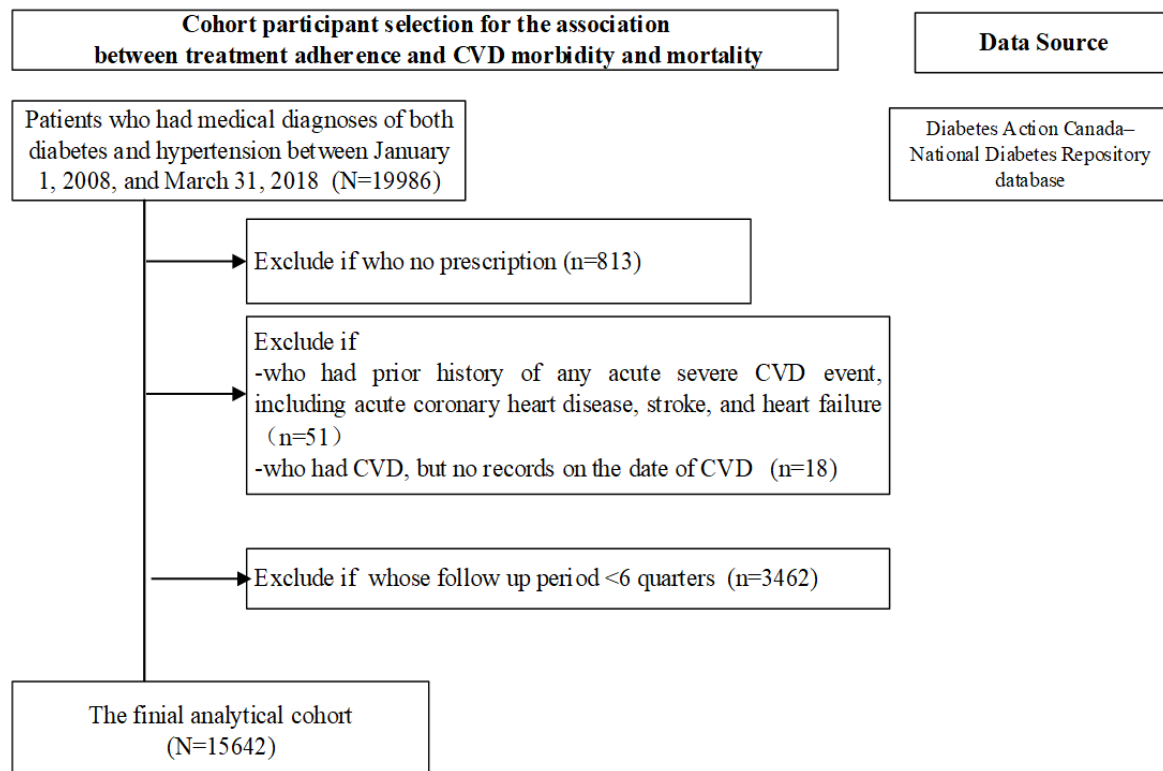 Cohort participant selection for the association
between treatment adherence and CVD morbidity and mortality
Data Source
Patients who had medical diagnoses of both
diabetes and hypertension between January
1, 2008, and March 31, 2018 (N=19986)
Diabetes Action Canada–
National Diabetes Repository
database
Exclude if who no prescription (n=813)
Exclude if
-who had prior history of any acute severe CVD event,
including acute coronary heart disease, stroke, and heart failure
（n=51)
-who had CVD, but no records on the date of CVD (n=18)
Exclude if whose follow up period <6 quarters (n=3462)
The finial analytical cohort
(N=15642)